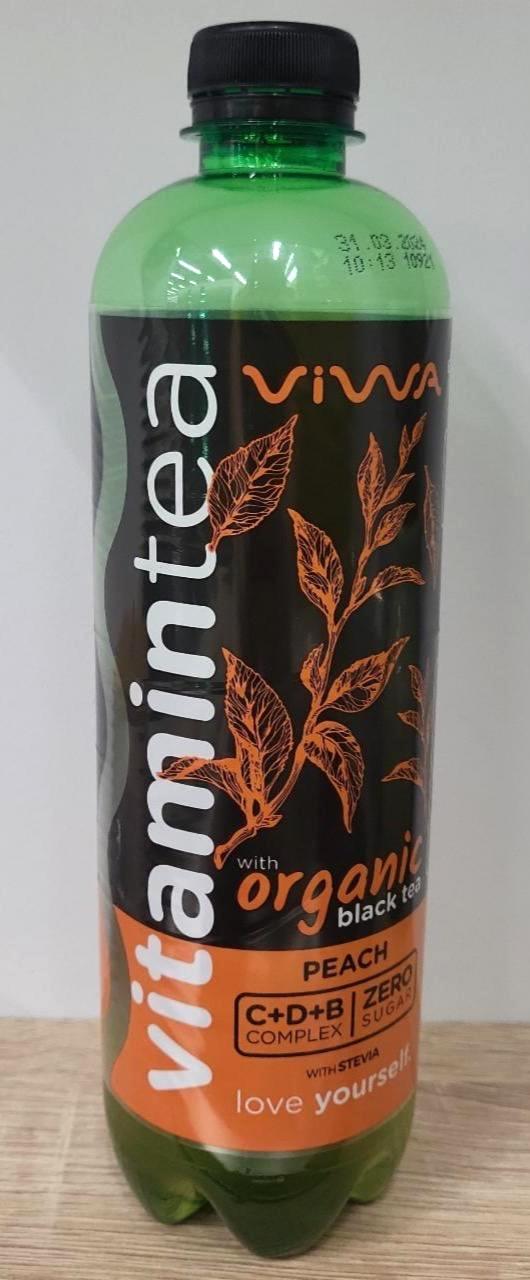 31.03.2024
10:13 10921
ViWA
vitamintea
with
organic
black tea
PEACH
C+D+B
COMPLEX
ZERO
SUGAR
WITH STEVIA
love yourself.